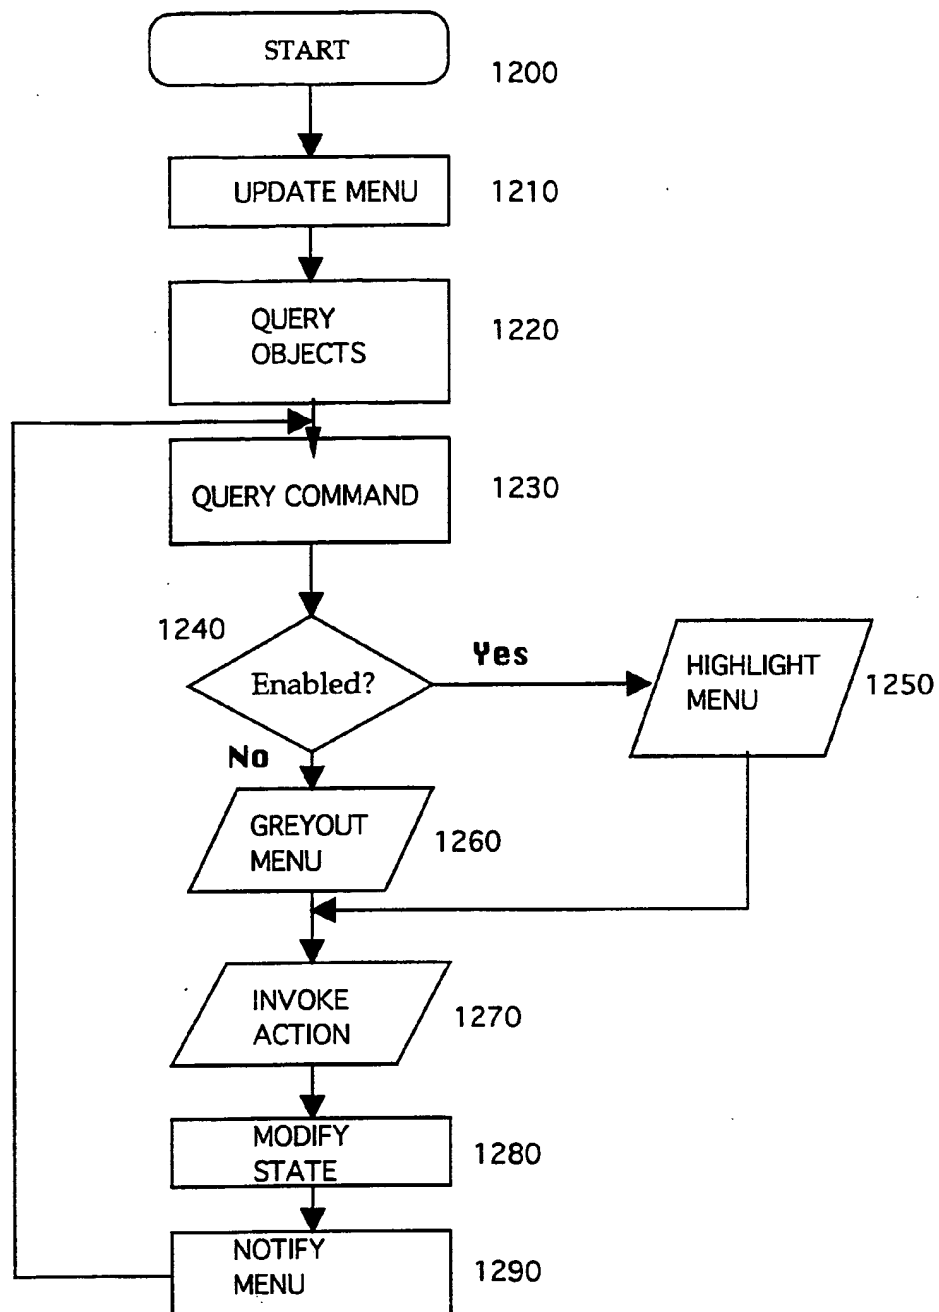 START
1200
UPDATE MENU
1210
QUERY
OBJECTS
1220
QUERY COMMAND
1230
1240
Enabled?
Yes
HIGHLIGHT
MENU
1250
No
GREYOUT
MENU
1260
INVOKE
ACTION
1270
MODIFY
STATE
1280
NOTIFY
MENU
1290